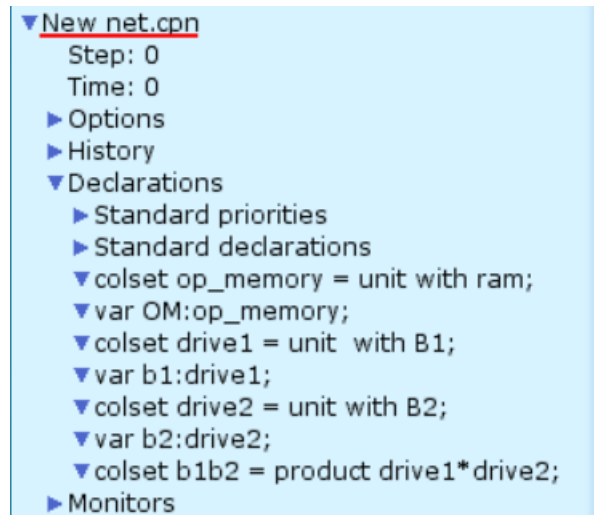 New net.cpn
Step: 0
Time: 0
Options
History
Declarations
Standard priorities
Standard declarations
colset op_memory = unit with ram;
var OM:op_memory;
colset drive1 = unit  with B1;
var b1:drive1;
colset drive2 = unit with B2;
var b2:drive2;
colset b1b2 = product drive1*drive2;
Monitors